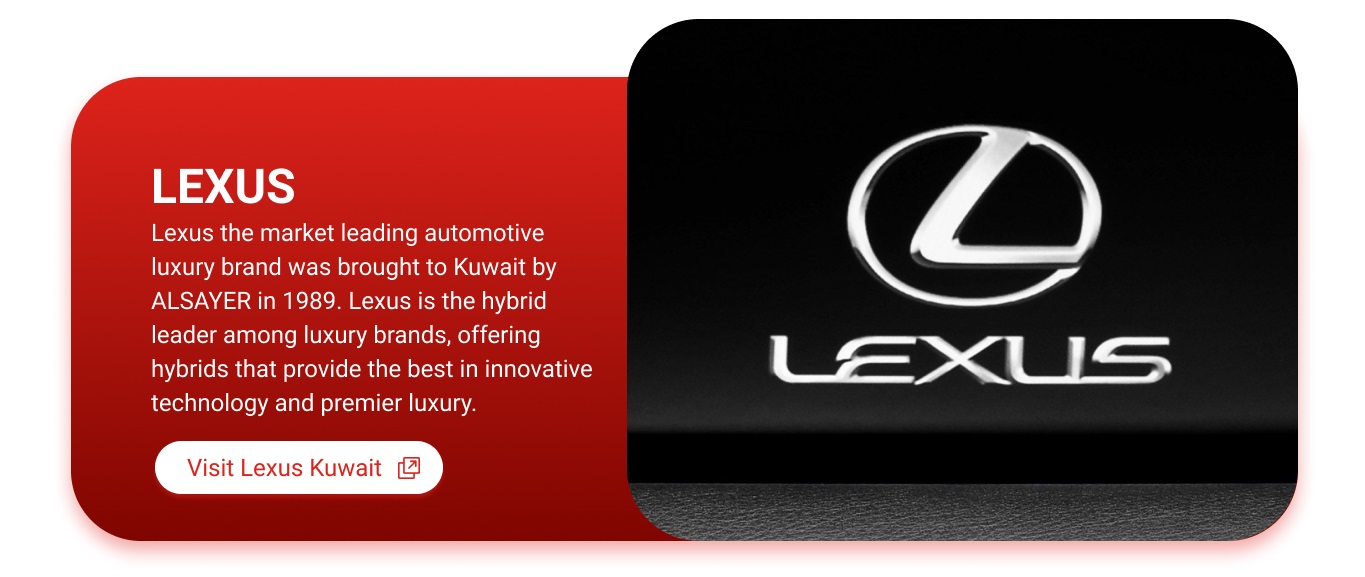 LEXUS
Lexus the market leading automotive
luxury brand was brought to Kuwait by
ALSAYER in 1989. Lexus is the hybrid
leader among luxury brands, offering
hybrids that provide the best in innovative
technology and premier luxury.
Visit Lexus Kuwait
LEXUS